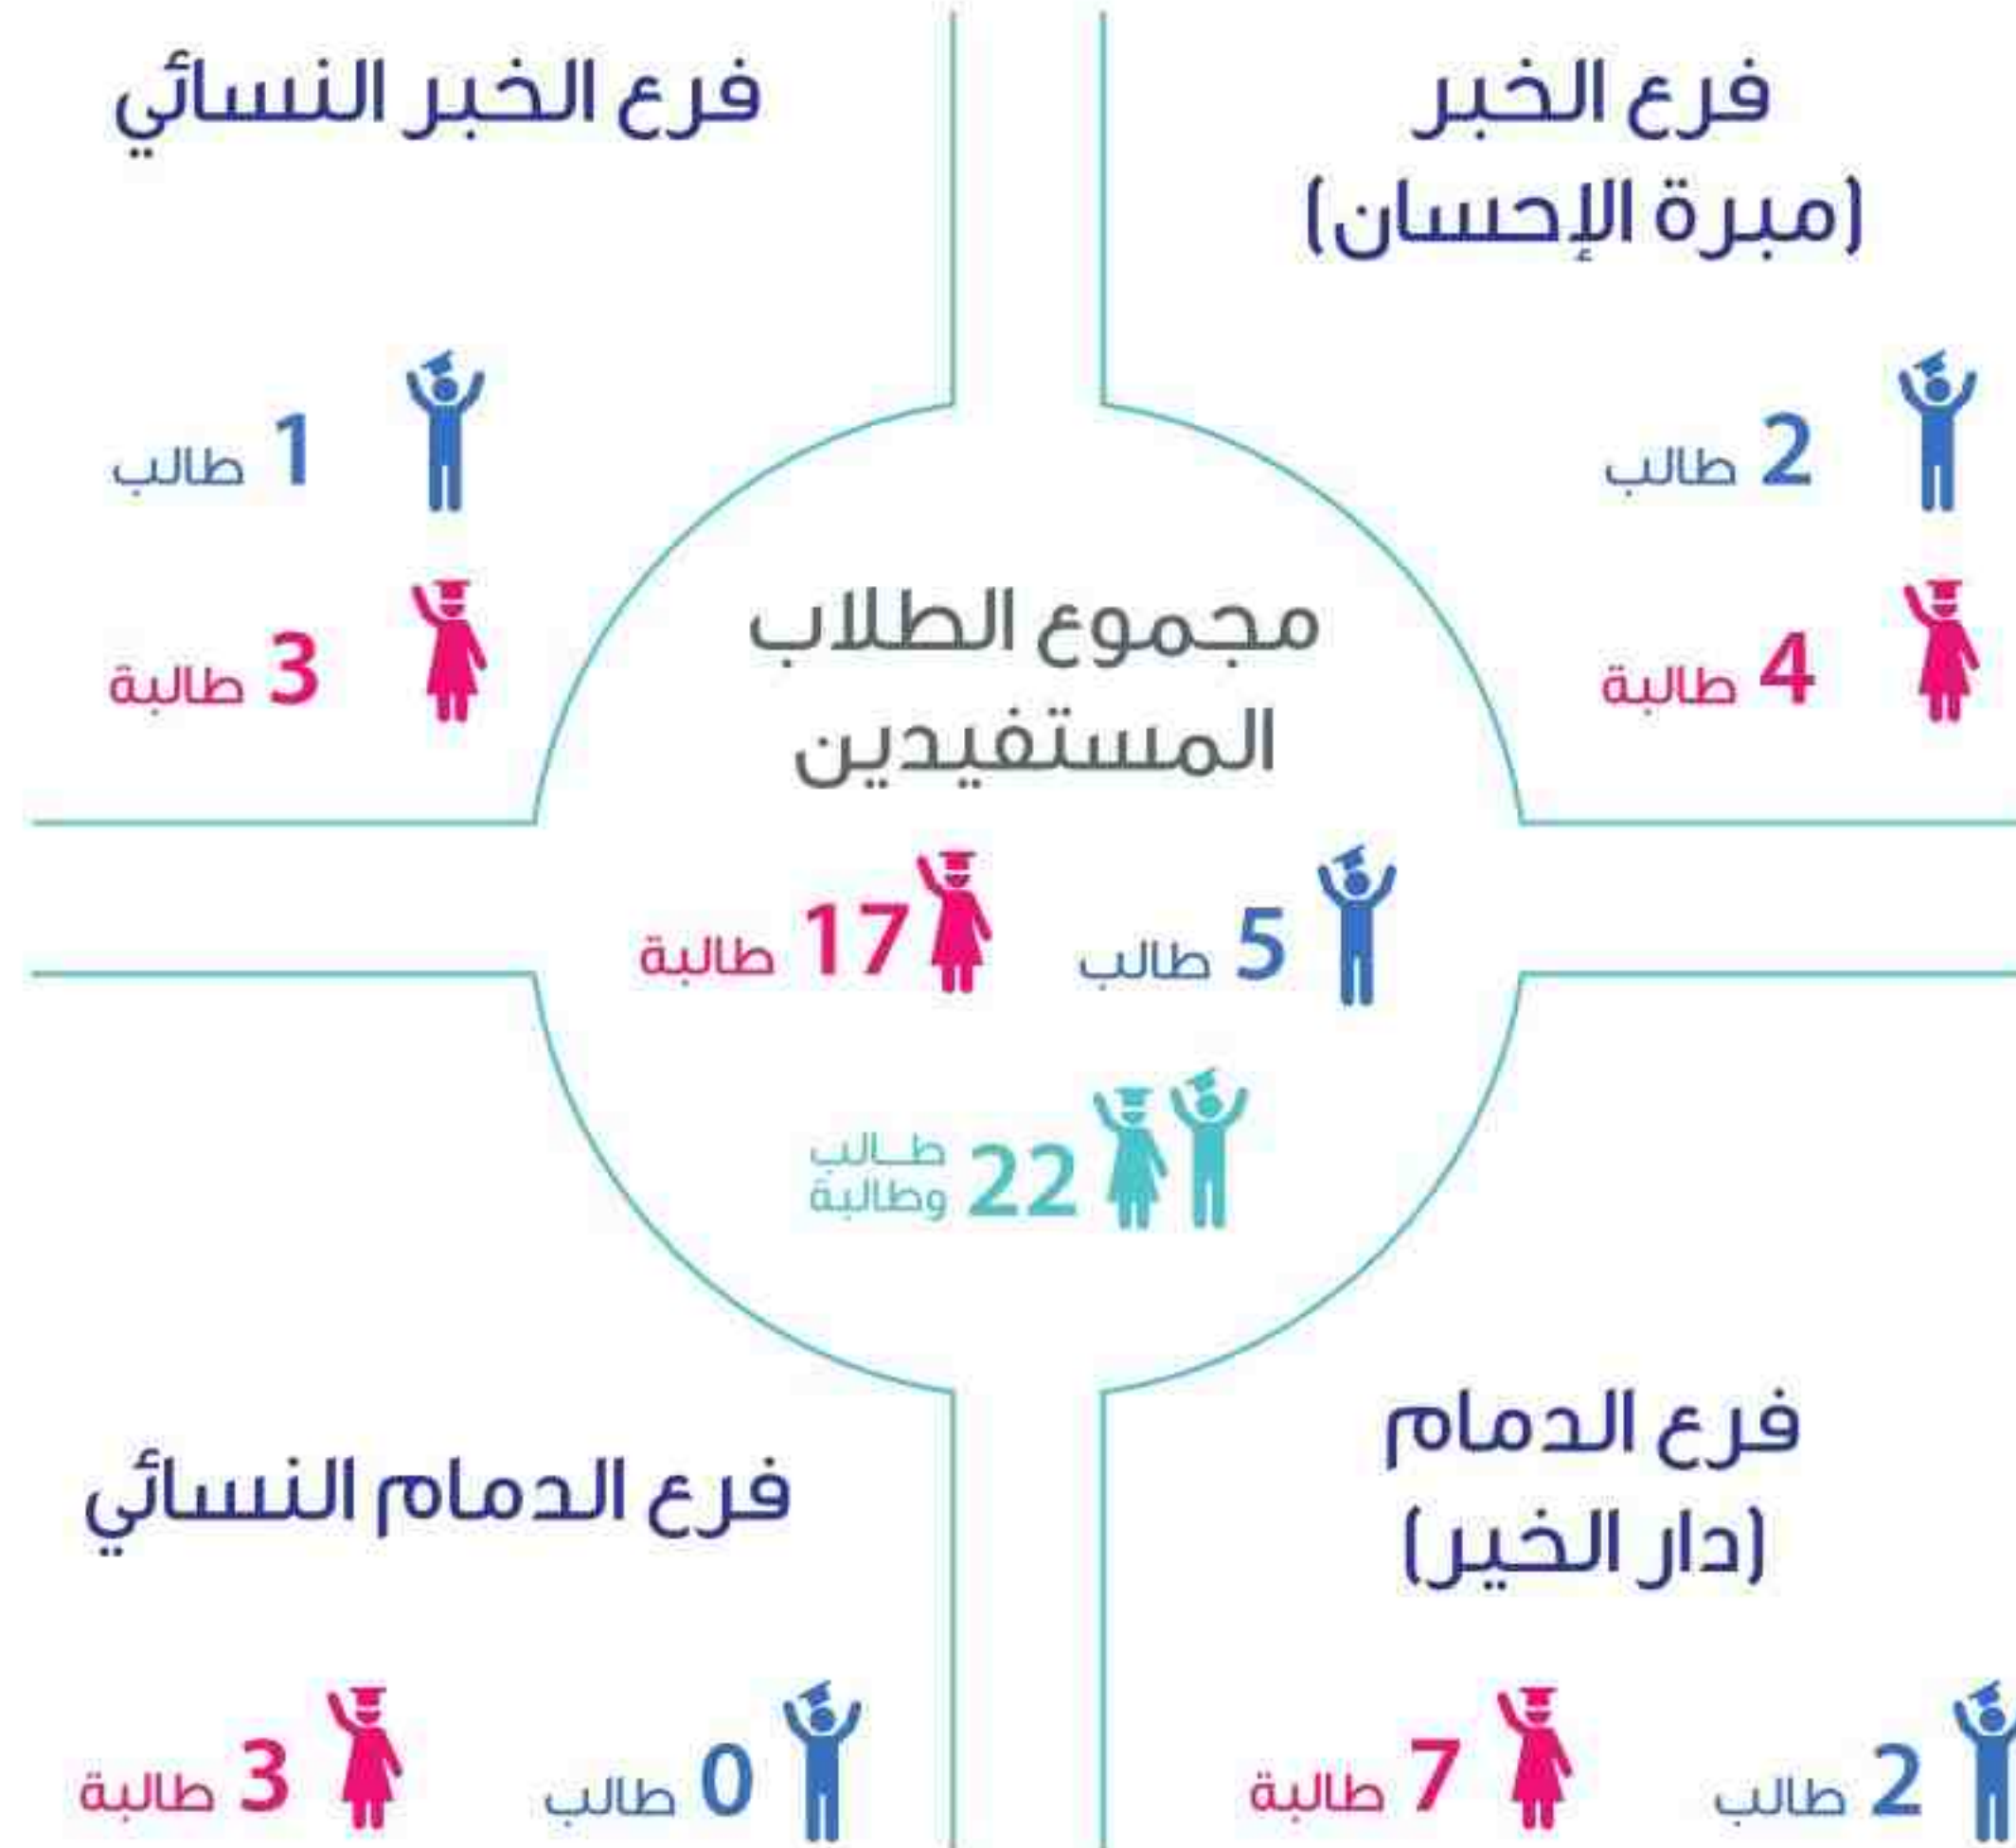 فرع الخبر
(مبرة الإحسان)
2 طالب
4 طالبة
فرع الخبر النسائي
1 طالب
3 طالبة
مجموع الطلاب
المستفيدين
5 طالب
17 طالبة
22 طالب
وطالبة
فرع الدمام
(دار الخير)
2 طالب
7 طالبة
فرع الدمام النسائي
0 طالب
3 طالبة